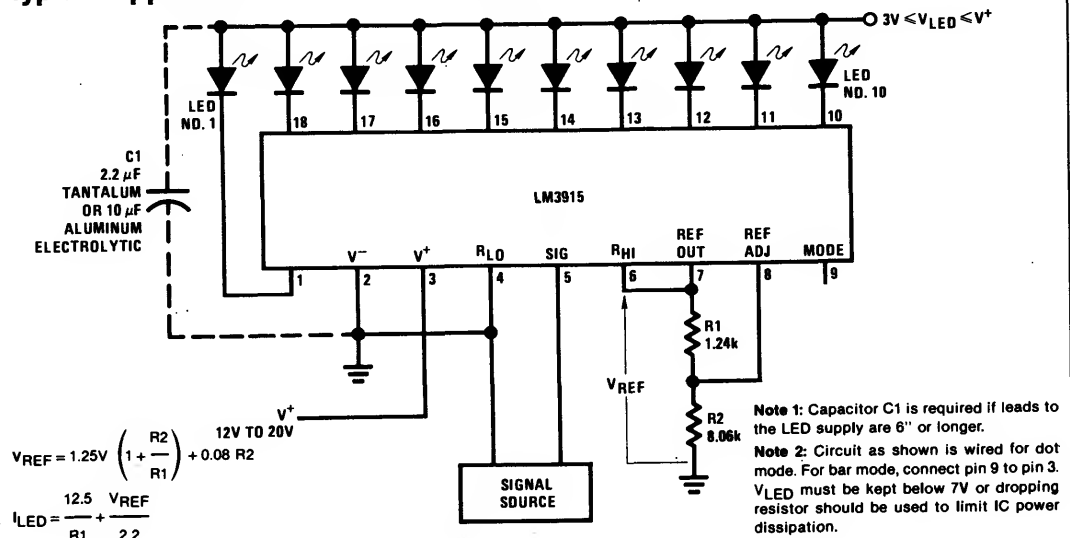 3V ≤ VLED ≤ V+
LED
NO. 1
LED
NO. 10
18
17
16
15
14
13
12
11
10
C1
2.2 μF
TANTALUM
OR 10 μF
ALUMINUM
ELECTROLYTIC
LM3915
V−
V+
RLO
SIG
RHI
REF
OUT
REF
ADJ
MODE
1
2
3
4
5
6
7
8
9
R1
1.24k
VREF
R2
8.06k
V+
12V TO 20V
SIGNAL
SOURCE
VREF = 1.25V (1 + R2/R1) + 0.08 R2
ILED = 12.5/R1 + VREF/2.2
Note 1: Capacitor C1 is required if leads to
the LED supply are 6" or longer.
Note 2: Circuit as shown is wired for dot
mode. For bar mode, connect pin 9 to pin 3.
VLED must be kept below 7V or dropping
resistor should be used to limit IC power
dissipation.